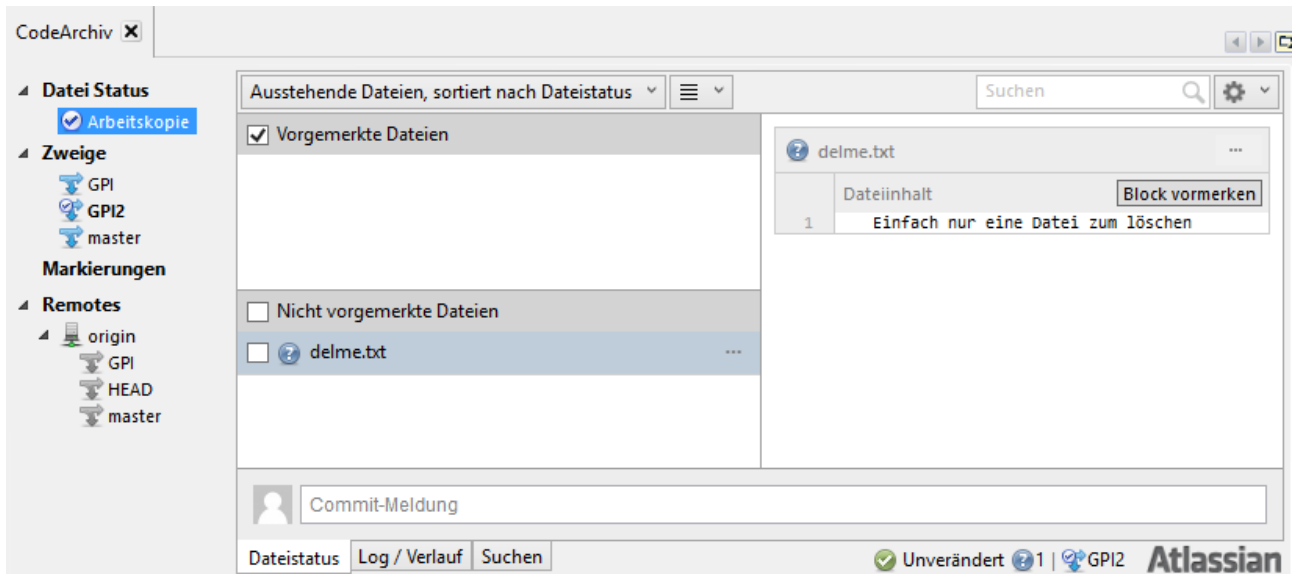 CodeArchiv
Datei Status
Arbeitskopie
Zweige
GPI
GPI2
master
Markierungen
Remotes
origin
GPI
HEAD
master
Ausstehende Dateien, sortiert nach Dateistatus
Suchen
Vorgemerkte Dateien
Nicht vorgemerkte Dateien
delme.txt
delme.txt
Dateiinhalt
Block vormerken
1 Einfach nur eine Datei zum löschen
Commit-Meldung
Dateistatus Log / Verlauf Suchen
Unverändert 1 | GPI2 Atlassian